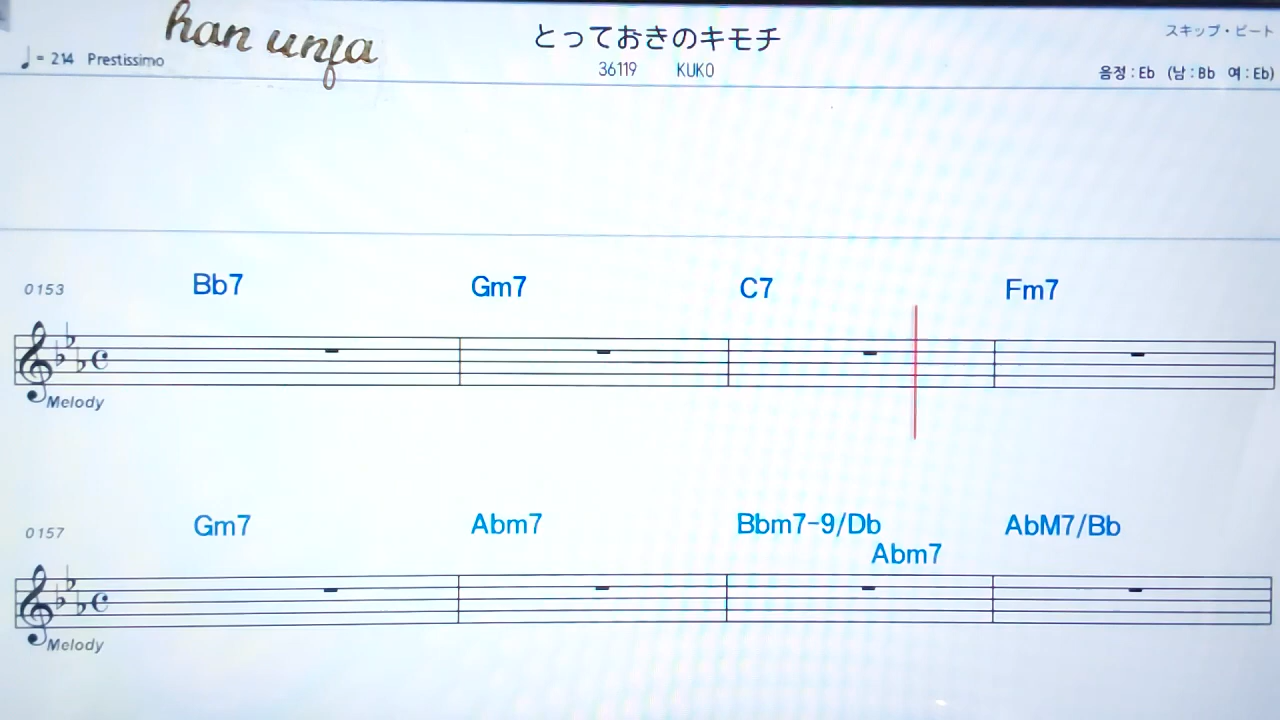 han unfa
とっておきのキモチ
スキップ・ビート
♩ = 214 Prestissimo
36119 KUKO
음정 : Eb (남 : Bb 여 : Eb)
0153
Bb7 Gm7 C7 Fm7
Melody
0157
Gm7 Abm7 Bbm7-9/Db AbM7/Bb
Abm7
Melody